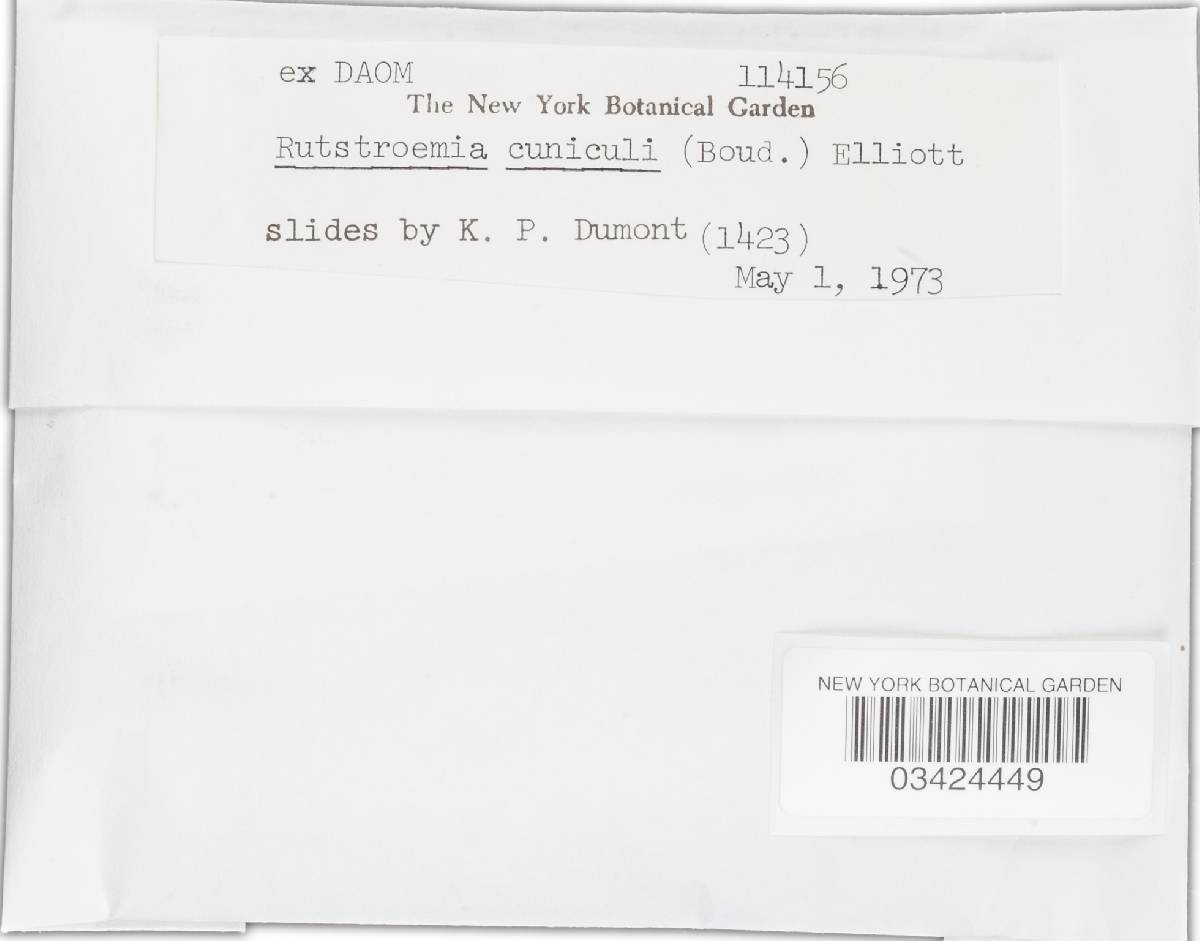 ex DAOM 114156
The New York Botanical Garden
Rutstroemia cuniculi (Boud.) Elliott
slides by K. P. Dumont (1423)
May 1, 1973
NEW YORK BOTANICAL GARDEN
03424449